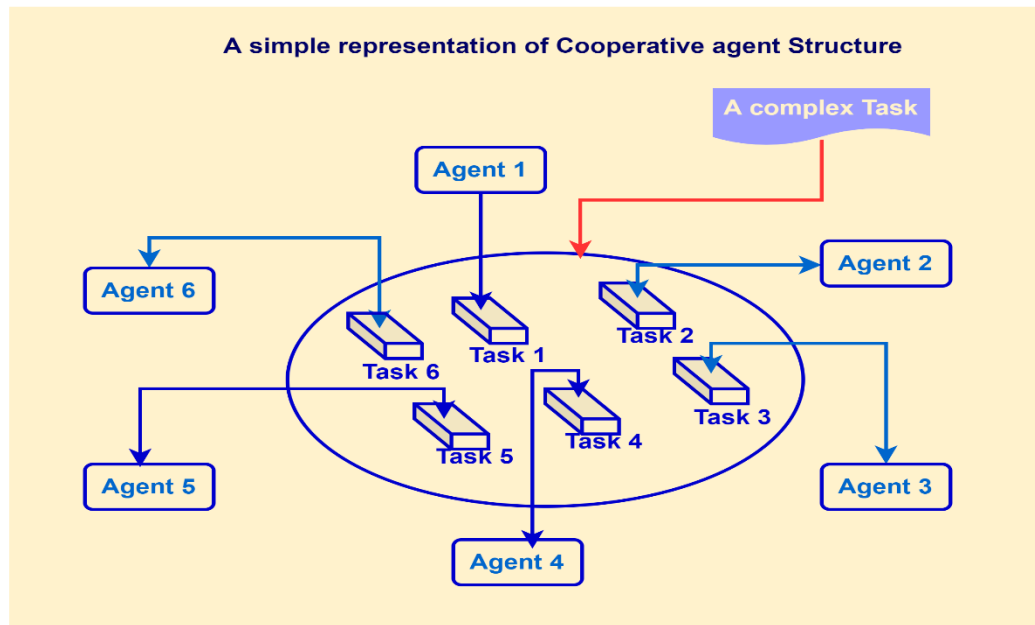 A simple representation of Cooperative agent Structure
A complex Task
Agent 1
Agent 2
Agent 6
Task 2
Task 1
Task 6
Task 3
Task 4
Task 5
Agent 5
Agent 3
Agent 4